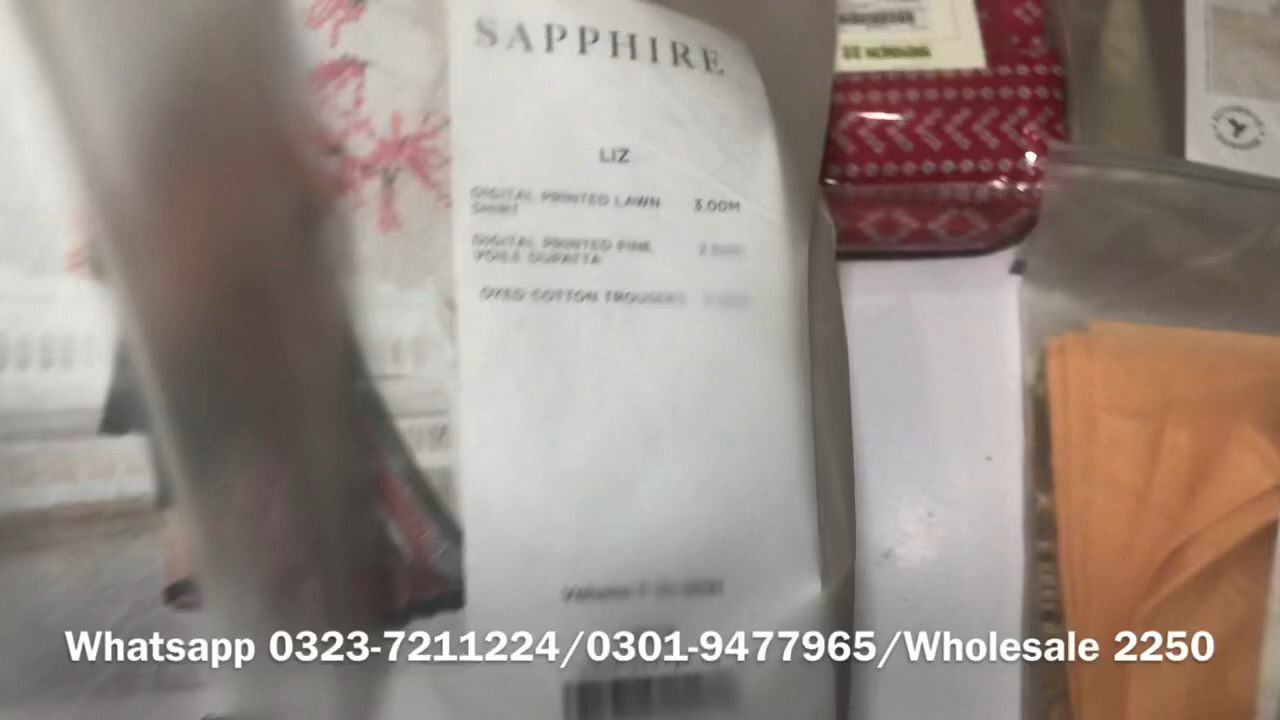 SAPPHIRE
LIZ
DIGITAL PRINTED LAWN 3.00M
SHIRT
DIGITAL PRINTED FINE
VOILE DUPATTA
DYED COTTON TROUSERS
Whatsapp 0323-7211224/0301-9477965/Wholesale 2250